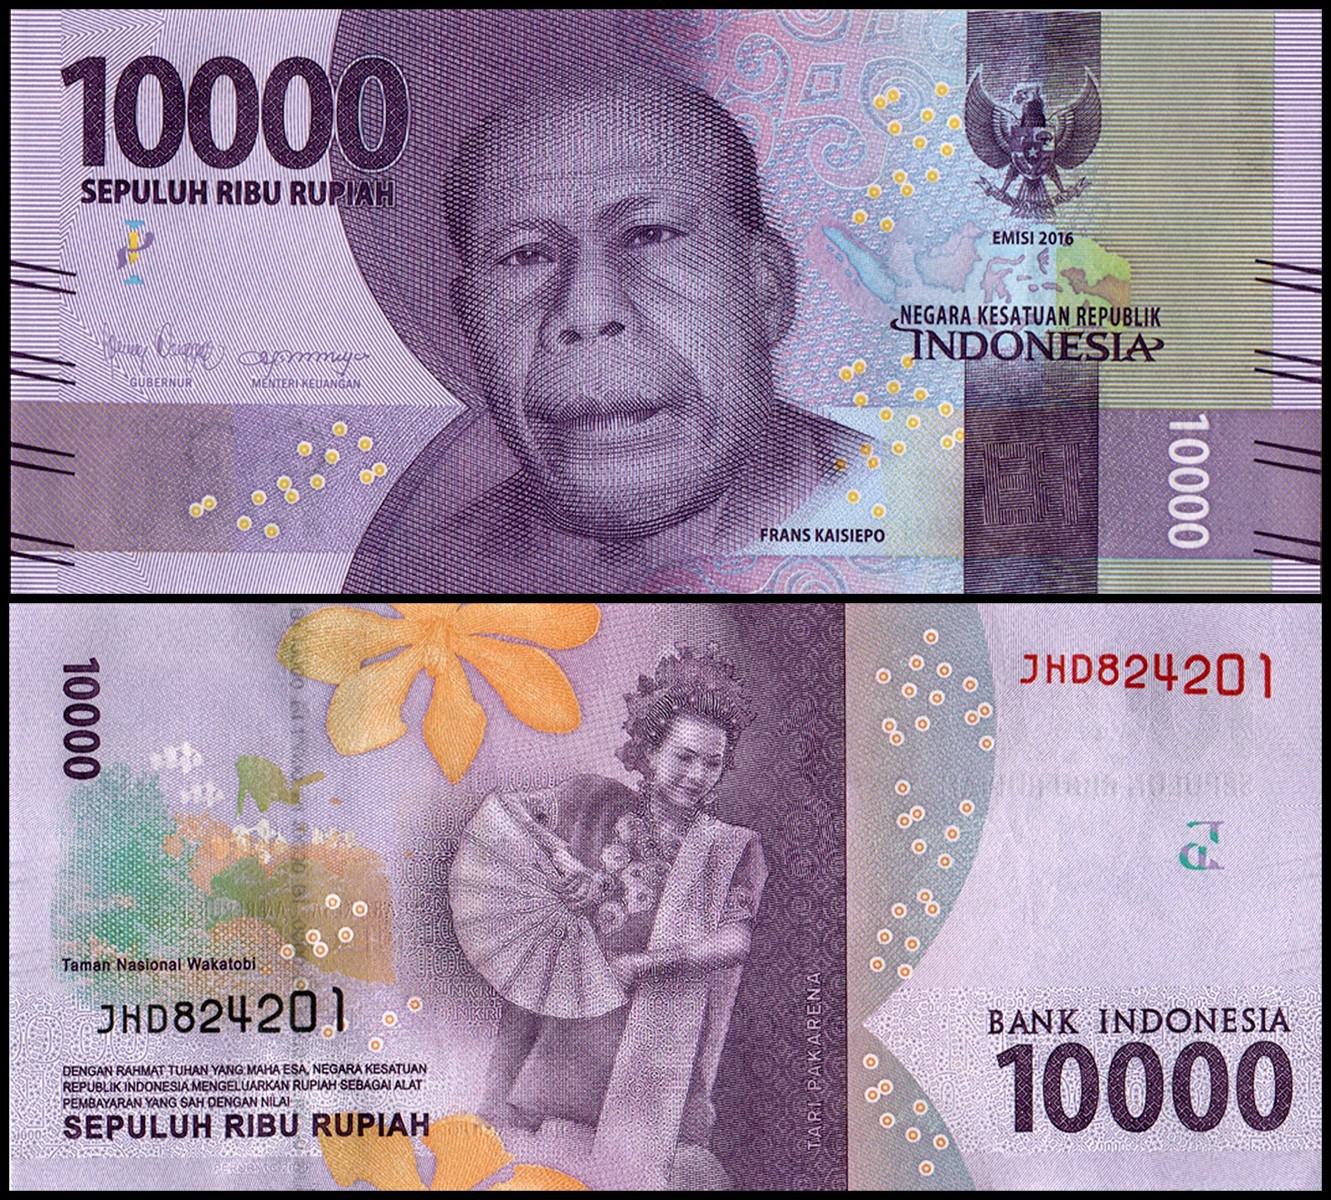 10000
SEPULUH RIBU RUPIAH
EMISI 2016
NEGARA KESATUAN REPUBLIK
INDONESIA
GUBERNUR
MENTERI KEUANGAN
FRANS KAISIEPO
10000
10000
JHD824201
Taman Nasional Wakatobi
JHD824201
DENGAN RAHMAT TUHAN YANG MAHA ESA, NEGARA KESATUAN
REPUBLIK INDONESIA MENGELUARKAN RUPIAH SEBAGAI ALAT
PEMBAYARAN YANG SAH DENGAN NILAI
SEPULUH RIBU RUPIAH
TARI PAKARENA
BANK INDONESIA
10000